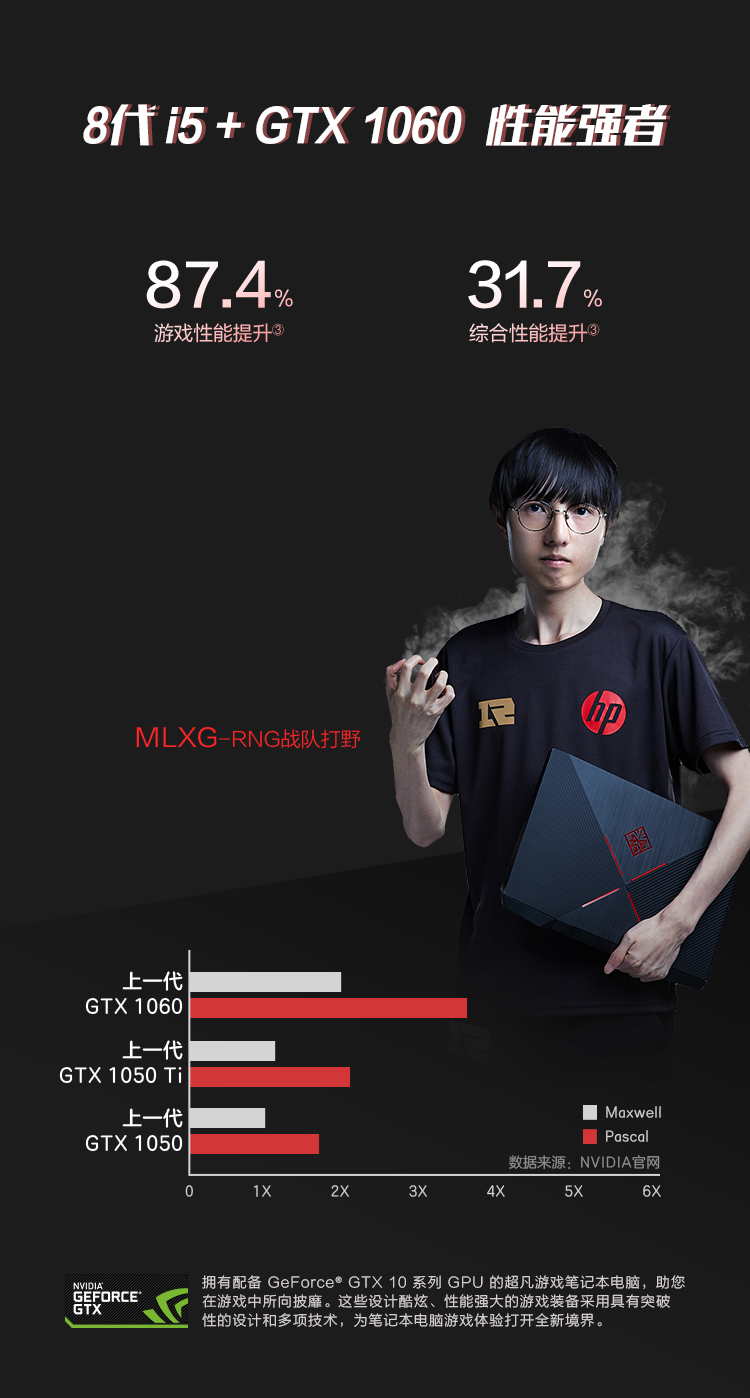 8代 i5 + GTX 1060 性能强者
87.4%
游戏性能提升③
31.7%
综合性能提升③
hp
MLXG-RNG战队打野
上一代
GTX 1060
上一代
GTX 1050 Ti
上一代
GTX 1050
Maxwell
Pascal
数据来源：NVIDIA官网
0 1X 2X 3X 4X 5X 6X
NVIDIA
GEFORCE®
GTX
拥有配备 GeForce® GTX 10 系列 GPU 的超凡游戏笔记本电脑，助您
在游戏中所向披靡。这些设计酷炫、性能强大的游戏装备采用具有突破
性的设计和多项技术，为笔记本电脑游戏体验打开全新境界。